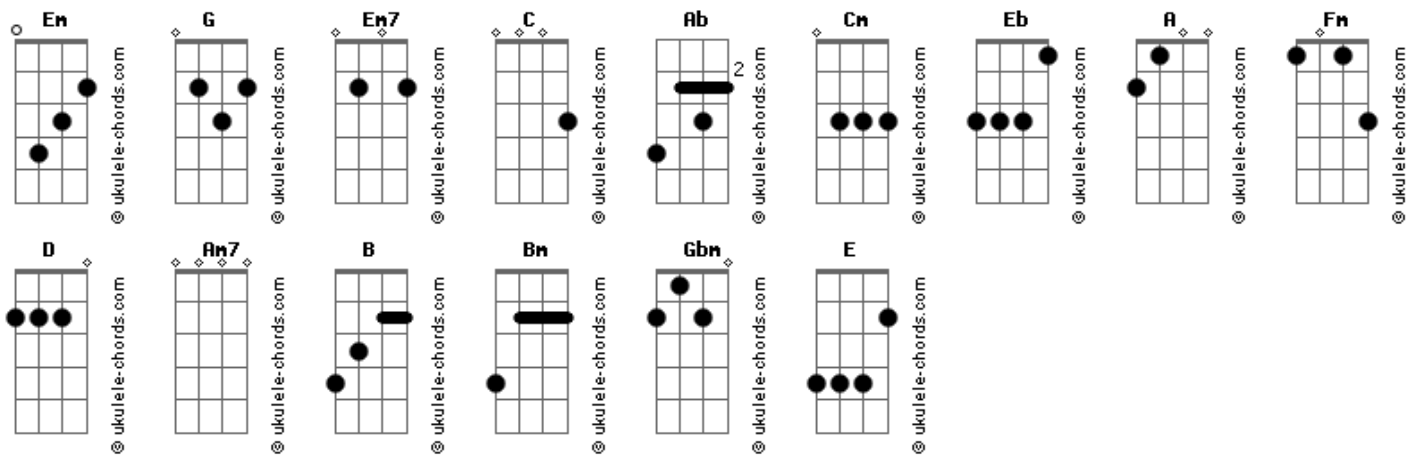 Em G Em7 C Ab Cm Eb A Fm
2
© ukulele-chords.com © ukulele-chords.com © ukulele-chords.com © ukulele-chords.com © ukulele-chords.com © ukulele-chords.com © ukulele-chords.com © ukulele-chords.com © ukulele-chords.com
D Am7 B Bm Gbm E
© ukulele-chords.com © ukulele-chords.com © ukulele-chords.com © ukulele-chords.com © ukulele-chords.com © ukulele-chords.com